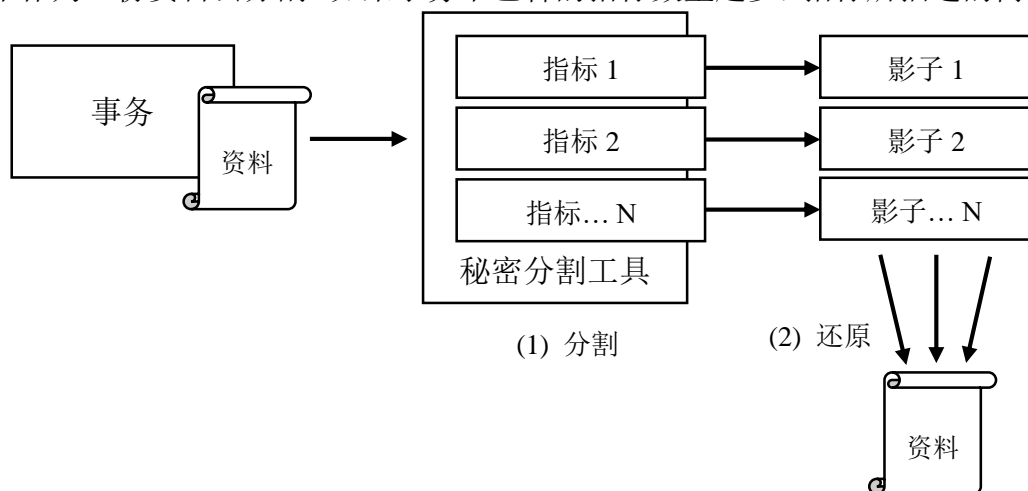 指标 1
影子 1
事务
指标 2
影子 2
资料
指标… N
影子… N
秘密分割工具
(1) 分割
(2) 还原
资料